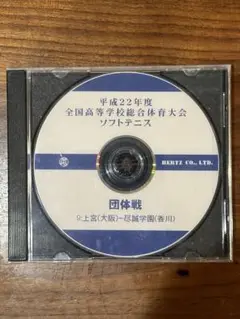 平成22年度
全国高等学校総合体育大会
ソフトテニス
HERTZ CO., LTD.
団体戦
9:上宮(大阪)ー尽誠学園(香川)